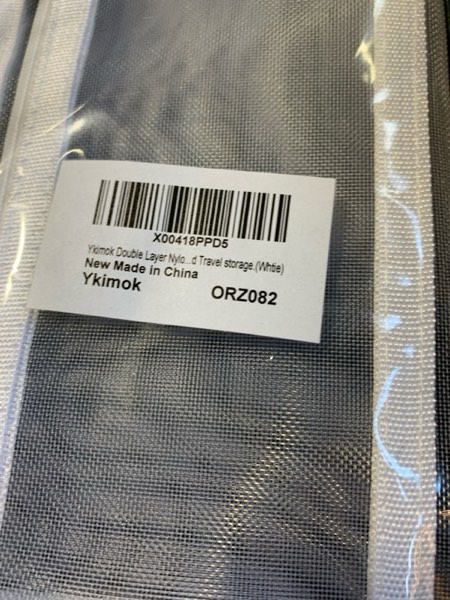 X00418PPD5
Ykimok Double Layer Nylo...d Travel storage.(Whtie)
New Made in China
Ykimok
ORZ082